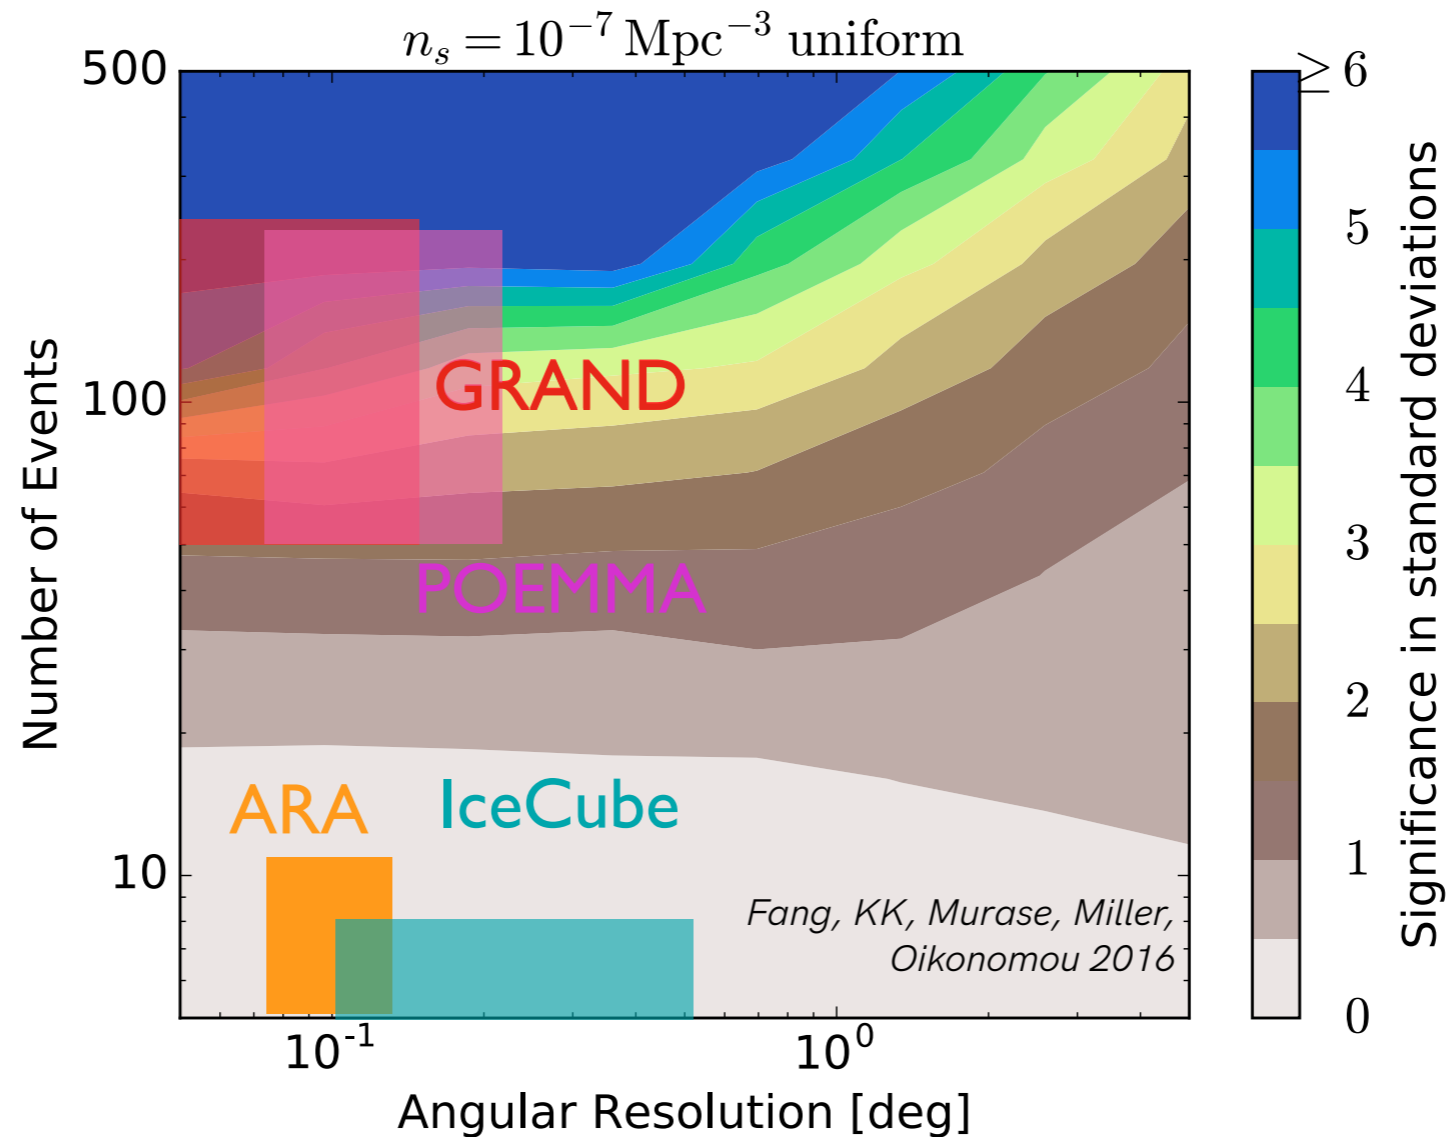 n_s = 10^{-7} Mpc^{-3} uniform
500
100
10
Number of Events
GRAND
POEMMA
ARA
IceCube
Fang, KK, Murase, Miller,
Oikonomou 2016
10^{-1}
10^{0}
Angular Resolution [deg]
≥ 6
5
4
3
2
1
0
Significance in standard deviations